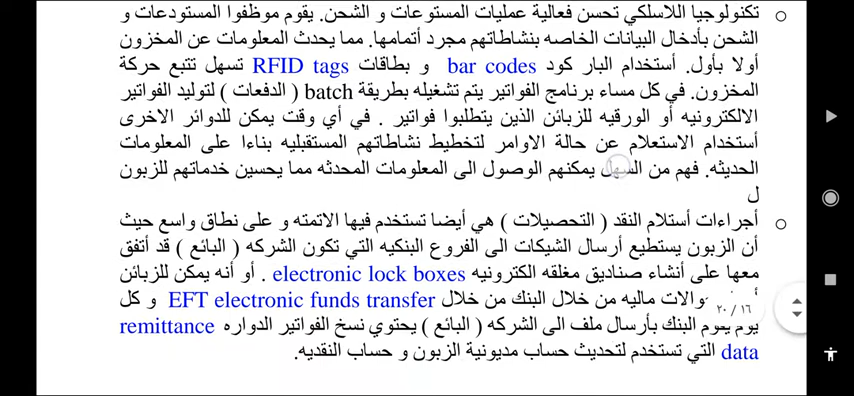 تكنولوجيا اللاسلكي تحسن فعالية عمليات المستوعات و الشحن. يقوم موظفوا المستودعات و
الشحن بأدخال البيانات الخاصه بنشاطاتهم مجرد أتمامها. مما يحدث المعلومات عن المخزون
أولا بأول. أستخدام البار كود bar codes و بطاقات RFID tags تسهل تتبع حركة
المخزون. في كل مساء برنامج الفواتير يتم تشغيله بطريقة batch ( الدفعات ) لتوليد الفواتير
الالكترونيه أو الورقيه للزبائن الذين يتطلبوا فواتير . في أي وقت يمكن للدوائر الاخرى
أستخدام الاستعلام عن حالة الاوامر لتخطيط نشاطاتهم المستقبليه بناءا على المعلومات
الحديثه. فهم من السهل يمكنهم الوصول الى المعلومات المحدثه مما يحسين خدماتهم للزبون
ل
أجراءات أستلام النقد ( التحصيلات ) هي أيضا تستخدم فيها الاتمته و على نطاق واسع حيث
أن الزبون يستطيع أرسال الشيكات الى الفروع البنكيه التي تكون الشركه ( البائع ) قد أتفق
معها على أنشاء صناديق مغلقه الكترونيه electronic lock boxes . أو أنه يمكن للزبائن
والات ماليه من خلال البنك من خلال EFT electronic funds transfer و كل
يوم يقوم البنك بأرسال ملف الى الشركه ( البائع ) يحتوي نسخ الفواتير الدواره remittance
data التي تستخدم لتحديث حساب مديونية الزبون و حساب النقديه.
٢٠ / ١٦